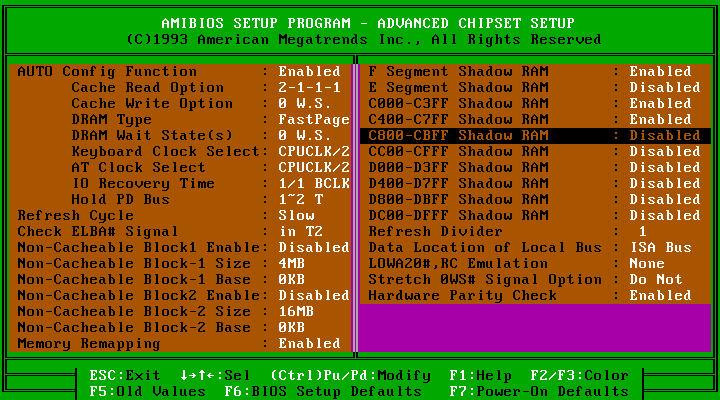 AMIBIOS SETUP PROGRAM - ADVANCED CHIPSET SETUP
(C)1993 American Megatrends Inc., All Rights Reserved
AUTO Config Function : Enabled
Cache Read Option : 2-1-1-1
Cache Write Option : 0 W.S.
DRAM Type : FastPage
DRAM Wait State(s) : 0 W.S.
Keyboard Clock Select: CPUCLK/2
AT Clock Select : CPUCLK/2
IO Recovery Time : 1/1 BCLK
Hold PD Bus : 1~2 T
Refresh Cycle : Slow
Check ELBA# Signal : in T2
Non-Cacheable Block1 Enable: Disabled
Non-Cacheable Block-1 Size : 4MB
Non-Cacheable Block-1 Base : 0KB
Non-Cacheable Block2 Enable: Disabled
Non-Cacheable Block-2 Size : 16MB
Non-Cacheable Block-2 Base : 0KB
Memory Remapping : Enabled
F Segment Shadow RAM : Enabled
E Segment Shadow RAM : Disabled
C000-C3FF Shadow RAM : Enabled
C400-C7FF Shadow RAM : Enabled
C800-CBFF Shadow RAM : Disabled
CC00-CFFF Shadow RAM : Disabled
D000-D3FF Shadow RAM : Disabled
D400-D7FF Shadow RAM : Disabled
D800-DBFF Shadow RAM : Disabled
DC00-DFFF Shadow RAM : Disabled
Refresh Divider : 1
Data Location of Local Bus : ISA Bus
LOWA20#,RC Emulation : None
Stretch 0WS# Signal Option : Do Not
Hardware Parity Check : Enabled
ESC:Exit ↓→↑←:Sel (Ctrl)Pu/Pd:Modify F1:Help F2/F3:Color
F5:Old Values F6:BIOS Setup Defaults F7:Power-On Defaults